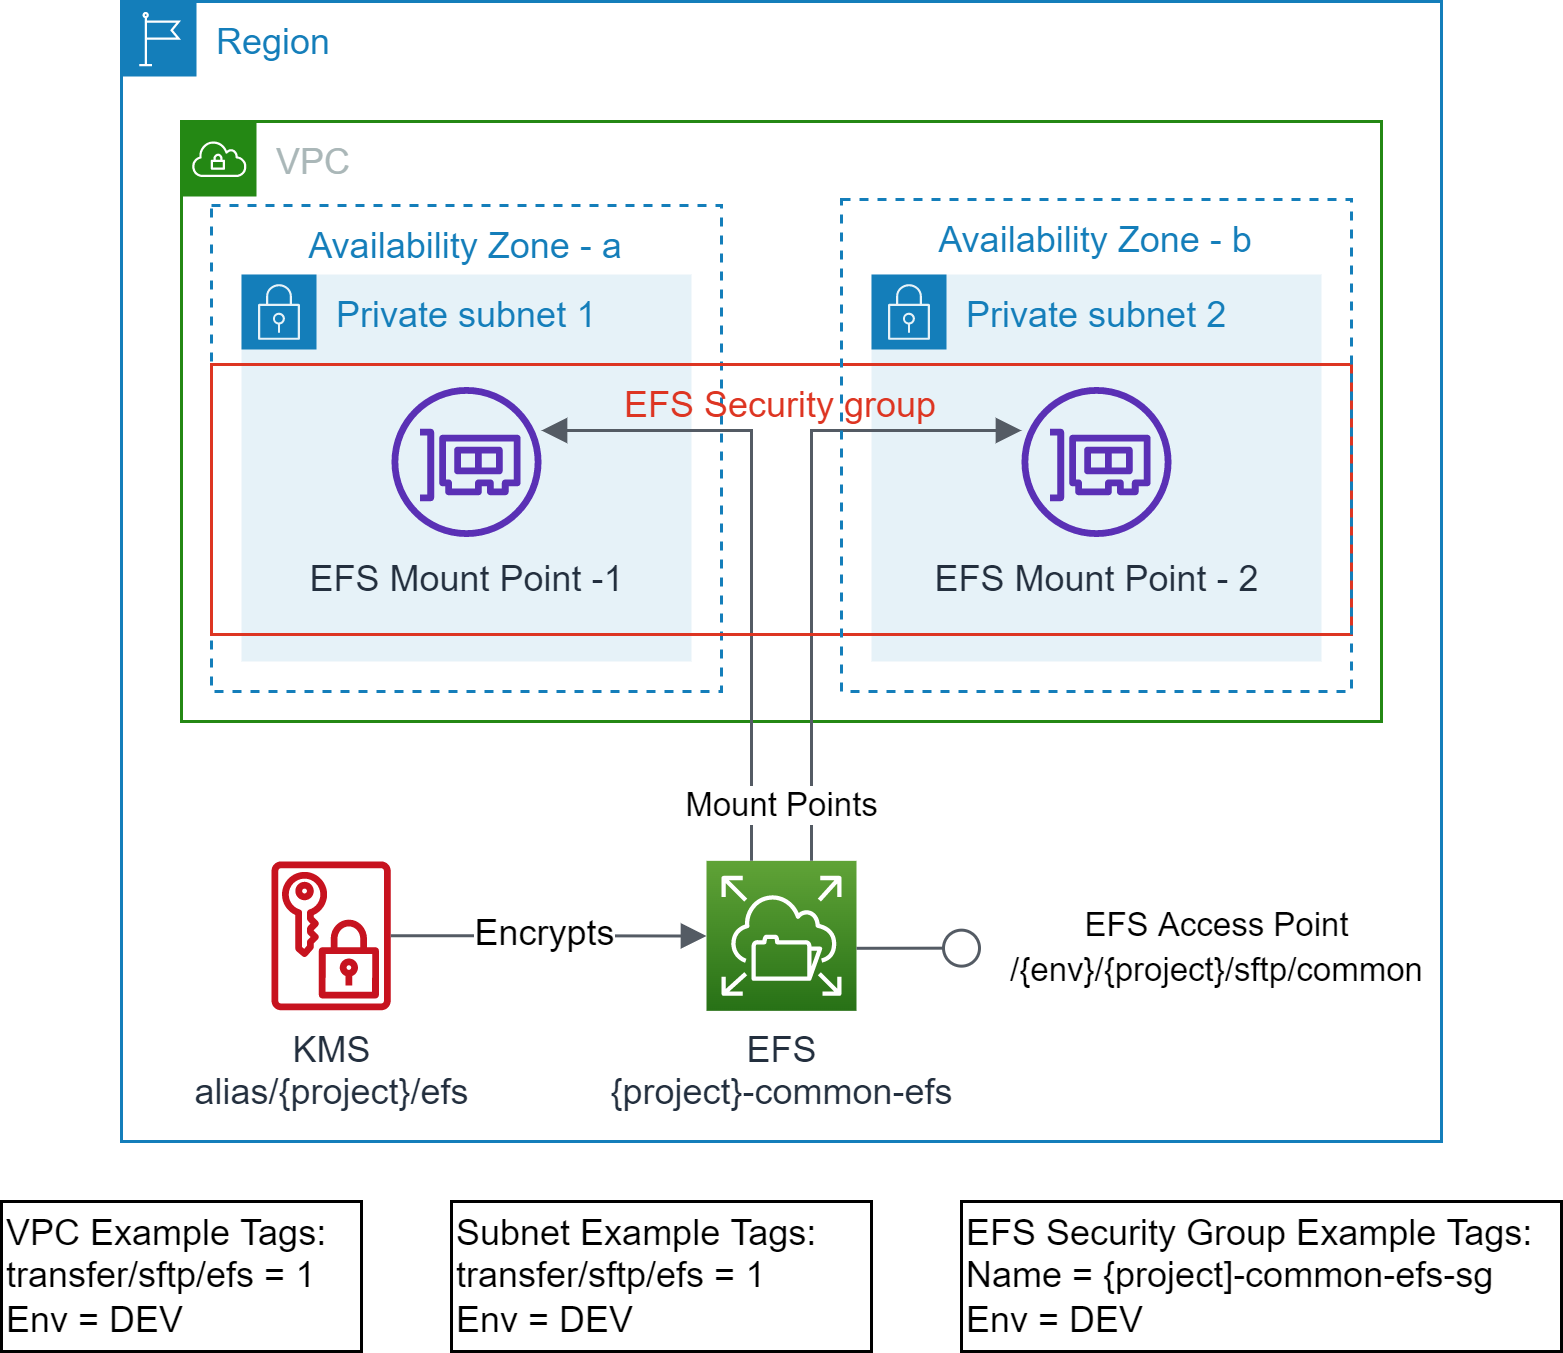 Region
VPC
Availability Zone - a
Availability Zone - b
Private subnet 1
Private subnet 2
EFS Security group
EFS Mount Point -1
EFS Mount Point - 2
Mount Points
Encrypts
EFS Access Point
/{env}/{project}/sftp/common
KMS
alias/{project}/efs
EFS
{project}-common-efs
VPC Example Tags:
transfer/sftp/efs = 1
Env = DEV
Subnet Example Tags:
transfer/sftp/efs = 1
Env = DEV
EFS Security Group Example Tags:
Name = {project]-common-efs-sg
Env = DEV